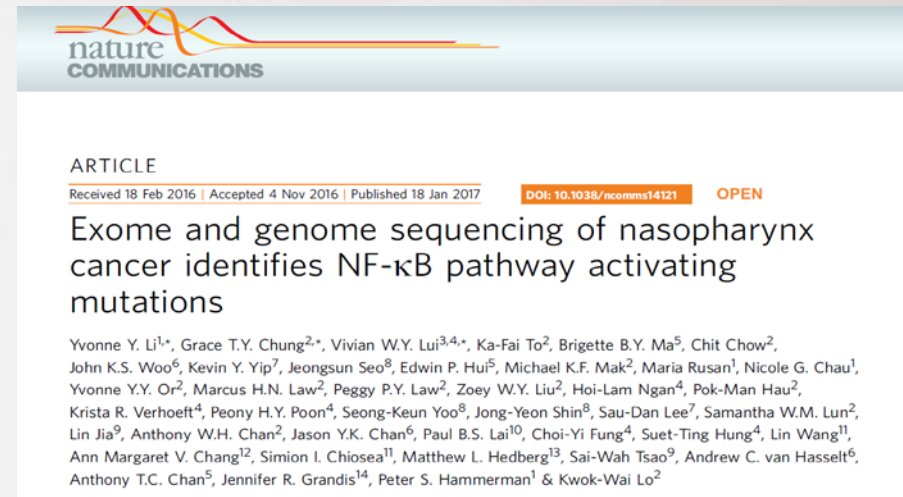 nature
COMMUNICATIONS
ARTICLE
Received 18 Feb 2016 | Accepted 4 Nov 2016 | Published 18 Jan 2017 DOI: 10.1038/ncomms14121 OPEN
Exome and genome sequencing of nasopharynx
cancer identifies NF-κB pathway activating
mutations
Yvonne Y. Li1,*, Grace T.Y. Chung2,*, Vivian W.Y. Lui3,4,*, Ka-Fai To2, Brigette B.Y. Ma5, Chit Chow2,
John K.S. Woo6, Kevin Y. Yip7, Jeongsun Seo8, Edwin P. Hui5, Michael K.F. Mak2, Maria Rusan1, Nicole G. Chau1,
Yvonne Y.Y. Or2, Marcus H.N. Law2, Peggy P.Y. Law2, Zoey W.Y. Liu2, Hoi-Lam Ngan4, Pok-Man Hau2,
Krista R. Verhoeft4, Peony H.Y. Poon4, Seong-Keun Yoo8, Jong-Yeon Shin8, Sau-Dan Lee7, Samantha W.M. Lun2,
Lin Jia9, Anthony W.H. Chan2, Jason Y.K. Chan6, Paul B.S. Lai10, Choi-Yi Fung4, Suet-Ting Hung4, Lin Wang11,
Ann Margaret V. Chang12, Simion I. Chiosea11, Matthew L. Hedberg13, Sai-Wah Tsao9, Andrew C. van Hasselt6,
Anthony T.C. Chan5, Jennifer R. Grandis14, Peter S. Hammerman1 & Kwok-Wai Lo2